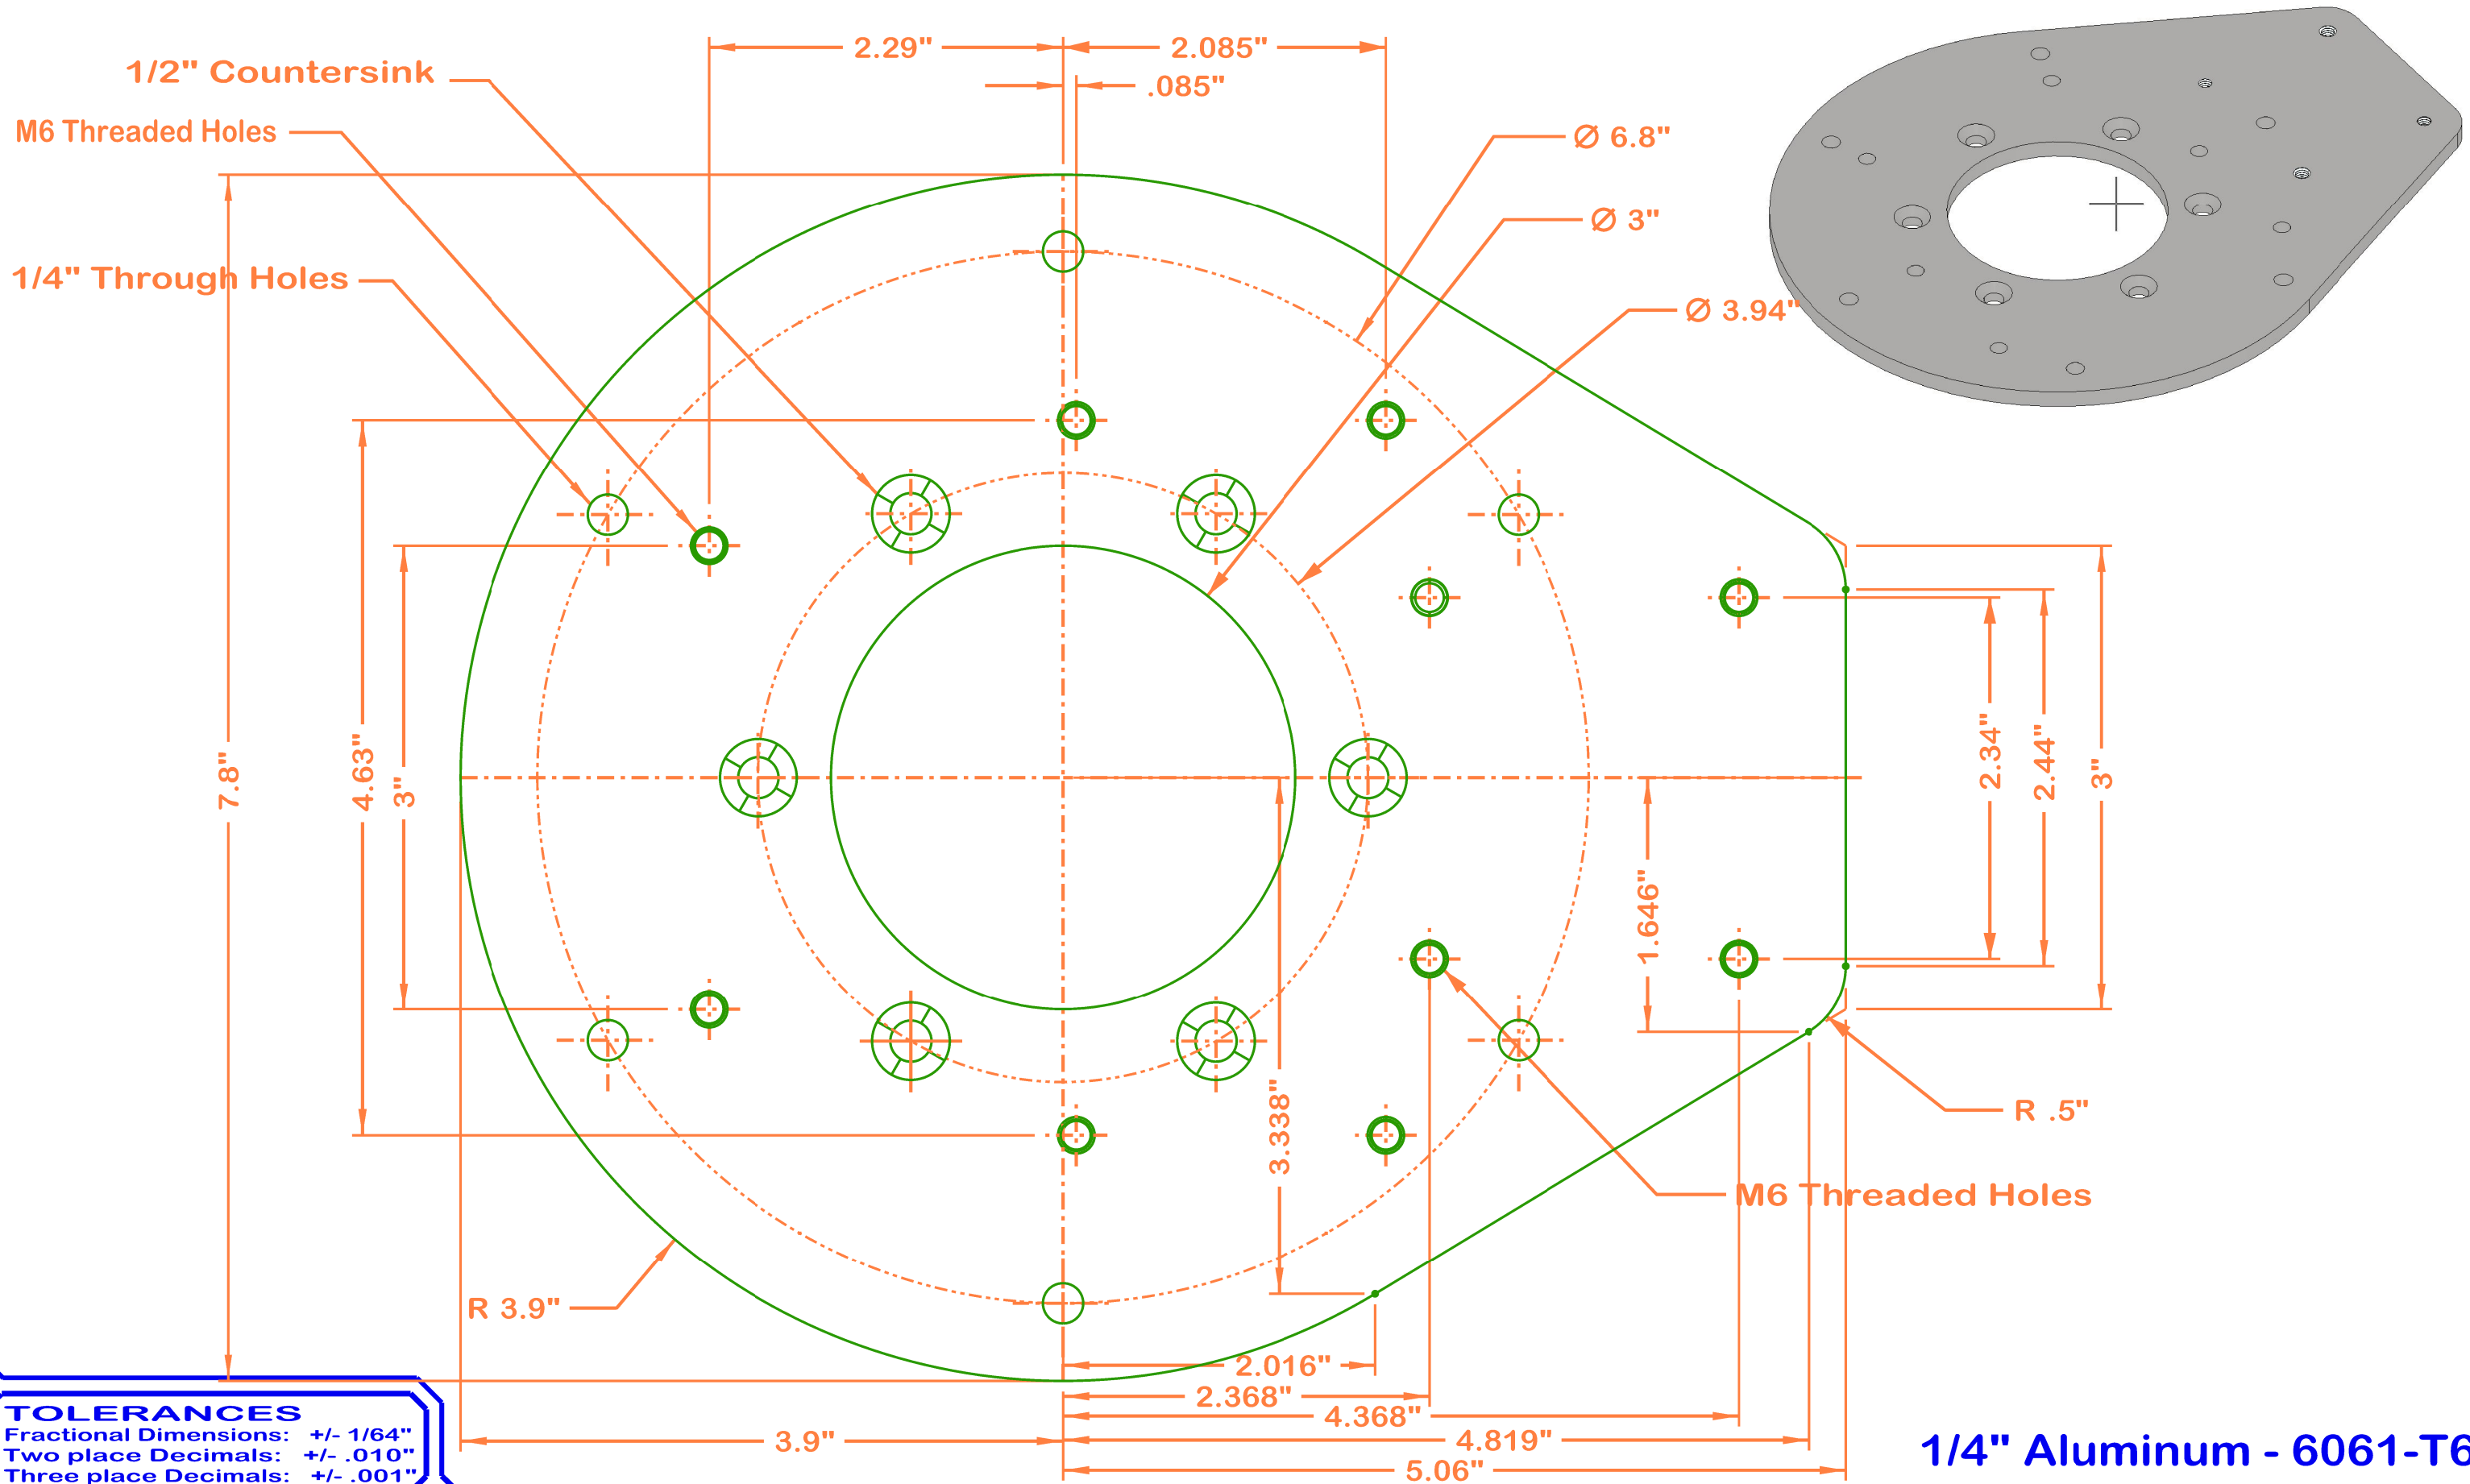 2.29"
2.085"
.085"
1/2" Countersink
M6 Threaded Holes
1/4" Through Holes
Ø 6.8"
Ø 3"
Ø 3.94"
7.8"
4.63"
3"
2.34"
2.44"
3"
1.646"
3.338"
R .5"
M6 Threaded Holes
R 3.9"
2.016"
2.368"
4.368"
3.9"
4.819"
5.06"
TOLERANCES
Fractional Dimensions: +/- 1/64"
Two place Decimals: +/- .010"
Three place Decimals: +/- .001"
1/4" Aluminum - 6061-T6